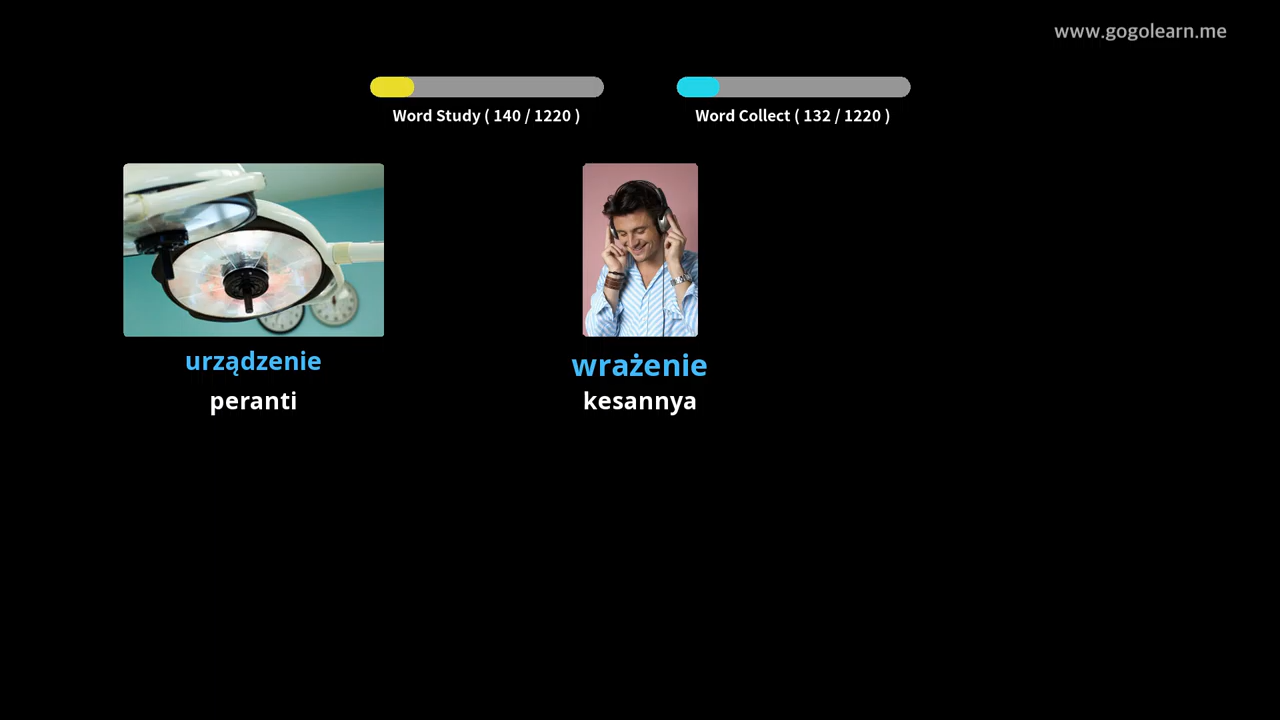 www.gogolearn.me
Word Study ( 140 / 1220 )
Word Collect ( 132 / 1220 )
urządzenie
peranti
wrażenie
kesannya